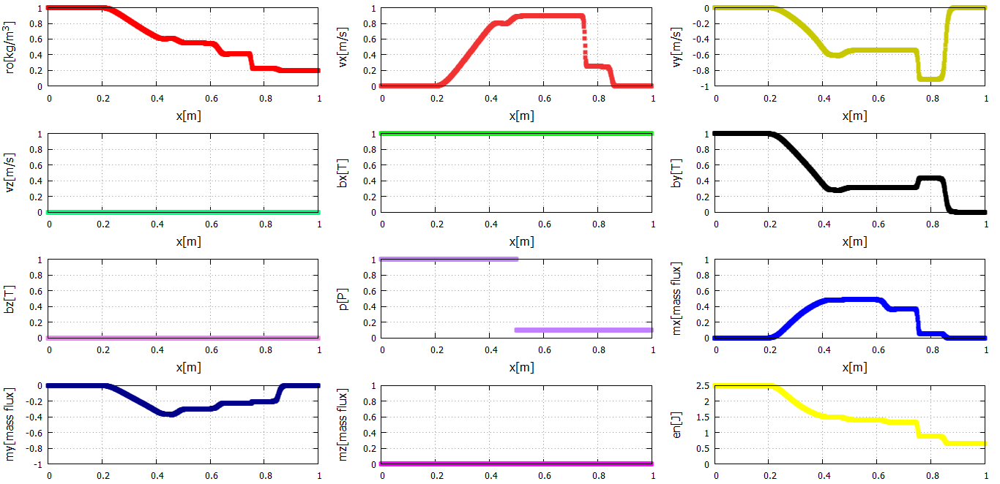 ro[kg/m³]
1
0.8
0.6
0.4
0.2
0
0 0.2 0.4 0.6 0.8 1
x[m]
vx[m/s]
1
0.8
0.6
0.4
0.2
0
0 0.2 0.4 0.6 0.8 1
x[m]
vy[m/s]
0
-0.2
-0.4
-0.6
-0.8
-1
0 0.2 0.4 0.6 0.8 1
x[m]
vz[m/s]
1
0.8
0.6
0.4
0.2
0
0 0.2 0.4 0.6 0.8 1
x[m]
bx[T]
1
0.8
0.6
0.4
0.2
0
0 0.2 0.4 0.6 0.8 1
x[m]
by[T]
1
0.8
0.6
0.4
0.2
0
0 0.2 0.4 0.6 0.8 1
x[m]
bz[T]
1
0.8
0.6
0.4
0.2
0
0 0.2 0.4 0.6 0.8 1
x[m]
p[P]
1
0.8
0.6
0.4
0.2
0
0 0.2 0.4 0.6 0.8 1
x[m]
mx[mass flux]
1
0.8
0.6
0.4
0.2
0
0 0.2 0.4 0.6 0.8 1
x[m]
my[mass flux]
0
-0.2
-0.4
-0.6
-0.8
-1
0 0.2 0.4 0.6 0.8 1
mz[mass flux]
1
0.8
0.6
0.4
0.2
0
0 0.2 0.4 0.6 0.8 1
en[J]
2.5
2
1.5
1
0.5
0
0 0.2 0.4 0.6 0.8 1